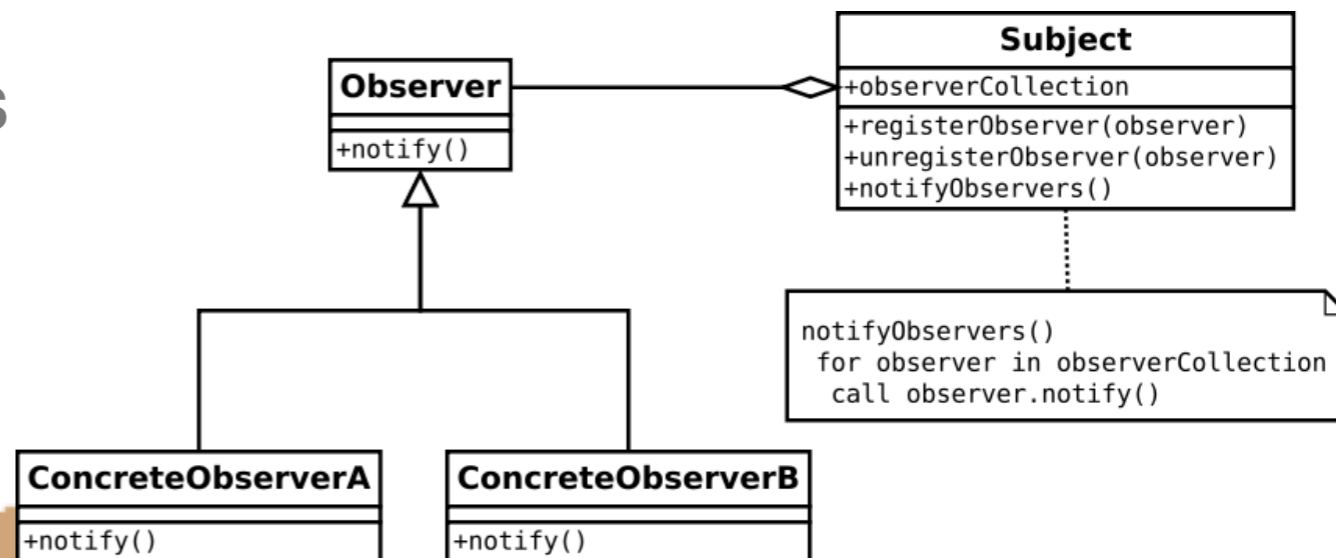 s
Observer
+notify()
Subject
+observerCollection
+registerObserver(observer)
+unregisterObserver(observer)
+notifyObservers()
notifyObservers()
for observer in observerCollection
call observer.notify()
ConcreteObserverA
+notify()
ConcreteObserverB
+notify()